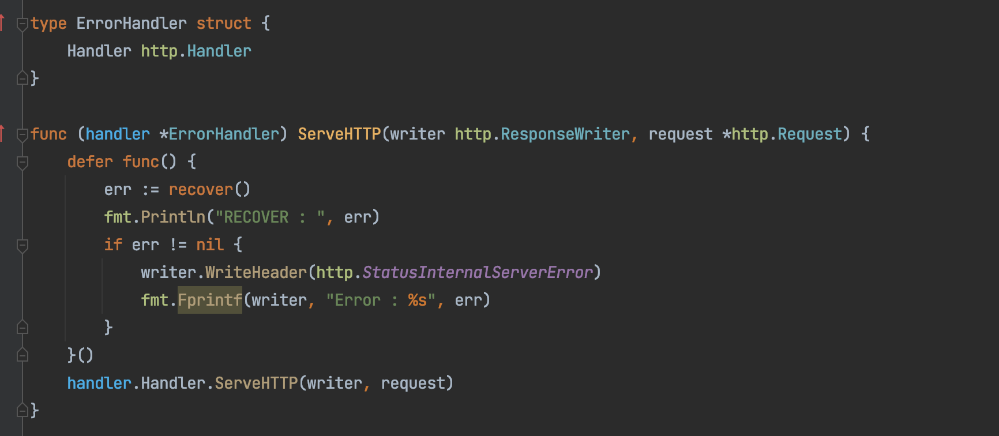 type ErrorHandler struct {
    Handler http.Handler
}
func (handler *ErrorHandler) ServeHTTP(writer http.ResponseWriter, request *http.Request) {
    defer func() {
        err := recover()
        fmt.Println("RECOVER : ", err)
        if err != nil {
            writer.WriteHeader(http.StatusInternalServerError)
            fmt.Fprintf(writer, "Error : %s", err)
        }
    }()
    handler.Handler.ServeHTTP(writer, request)
}